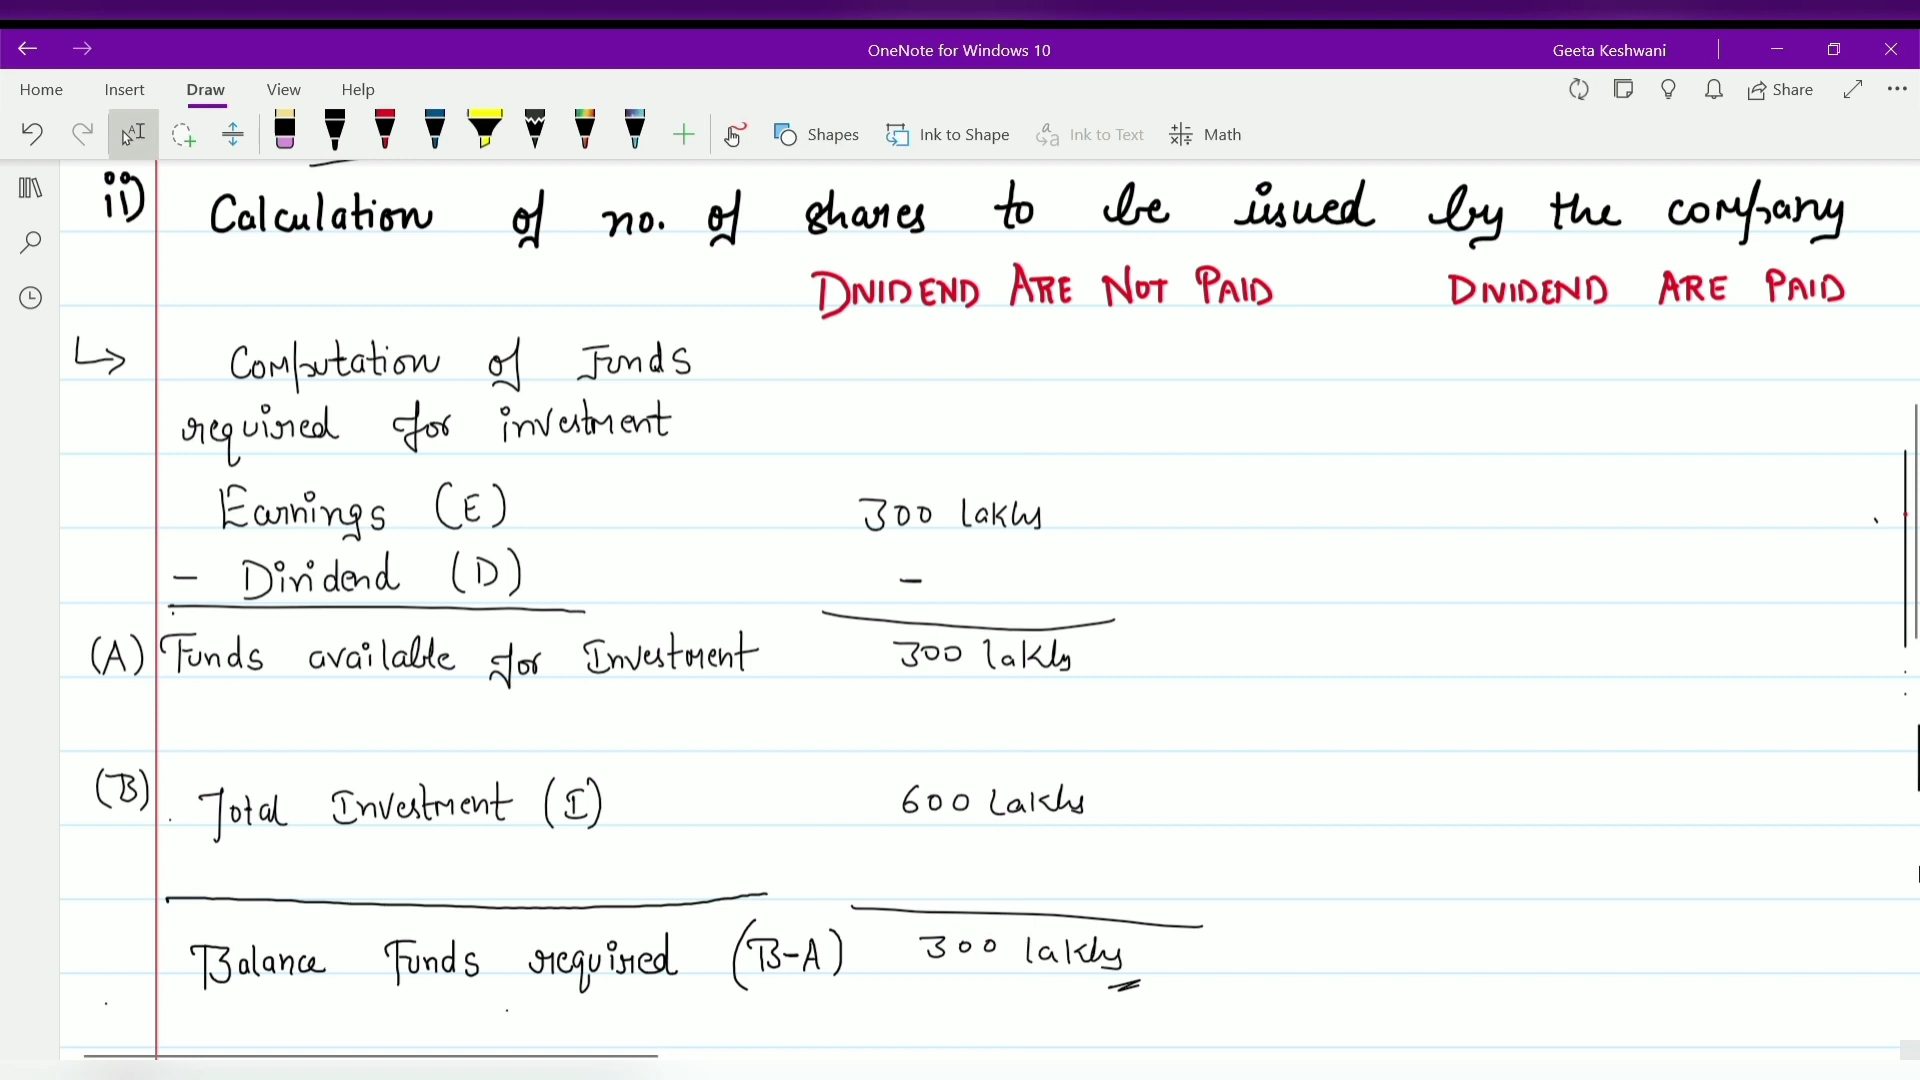 OneNote for Windows 10
Geeta Keshwani
Home Insert Draw View Help
Share
Shapes Ink to Shape Ink to Text Math
ii) Calculation of no. of shares to be issued by the company
DIVIDEND ARE NOT PAID DIVIDEND ARE PAID
Computation of Funds
required for investment
Earnings (E) 300 lakhs
- Dividend (D) -
(A) Funds available for Investment 300 lakhs
(B) Total Investment (I) 600 Lakhs
Balance Funds required (B-A) 300 lakhs